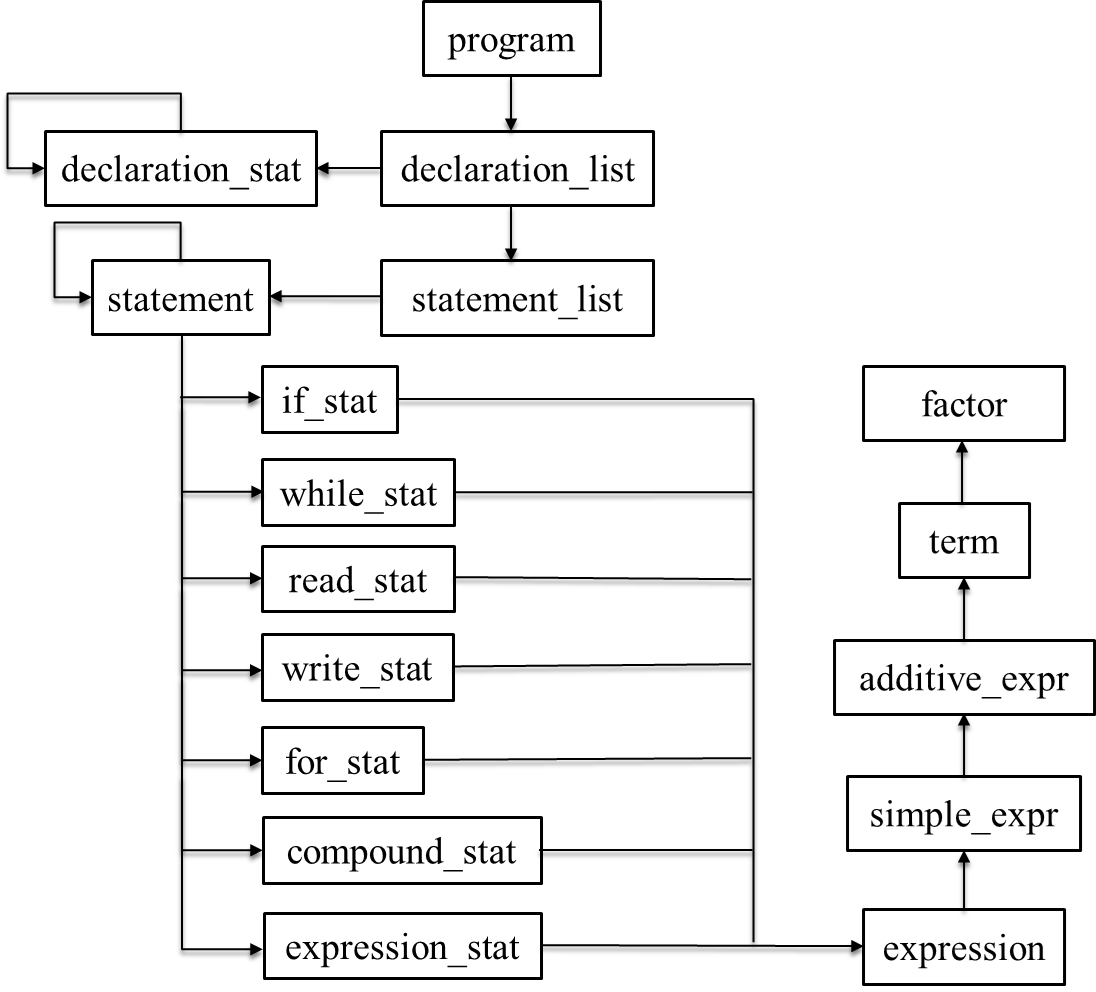 program
declaration_stat
declaration_list
statement
statement_list
if_stat
factor
while_stat
term
read_stat
write_stat
additive_expr
for_stat
simple_expr
compound_stat
expression_stat
expression